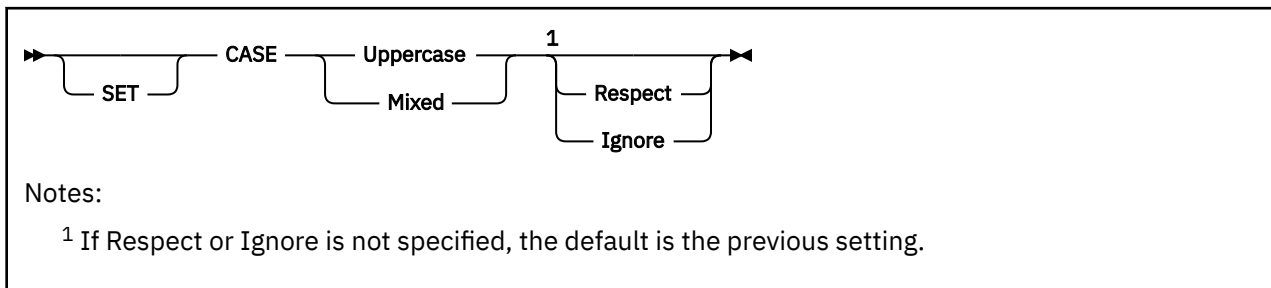 1
SET CASE Uppercase
Mixed
Respect
Ignore
Notes:
1 If Respect or Ignore is not specified, the default is the previous setting.